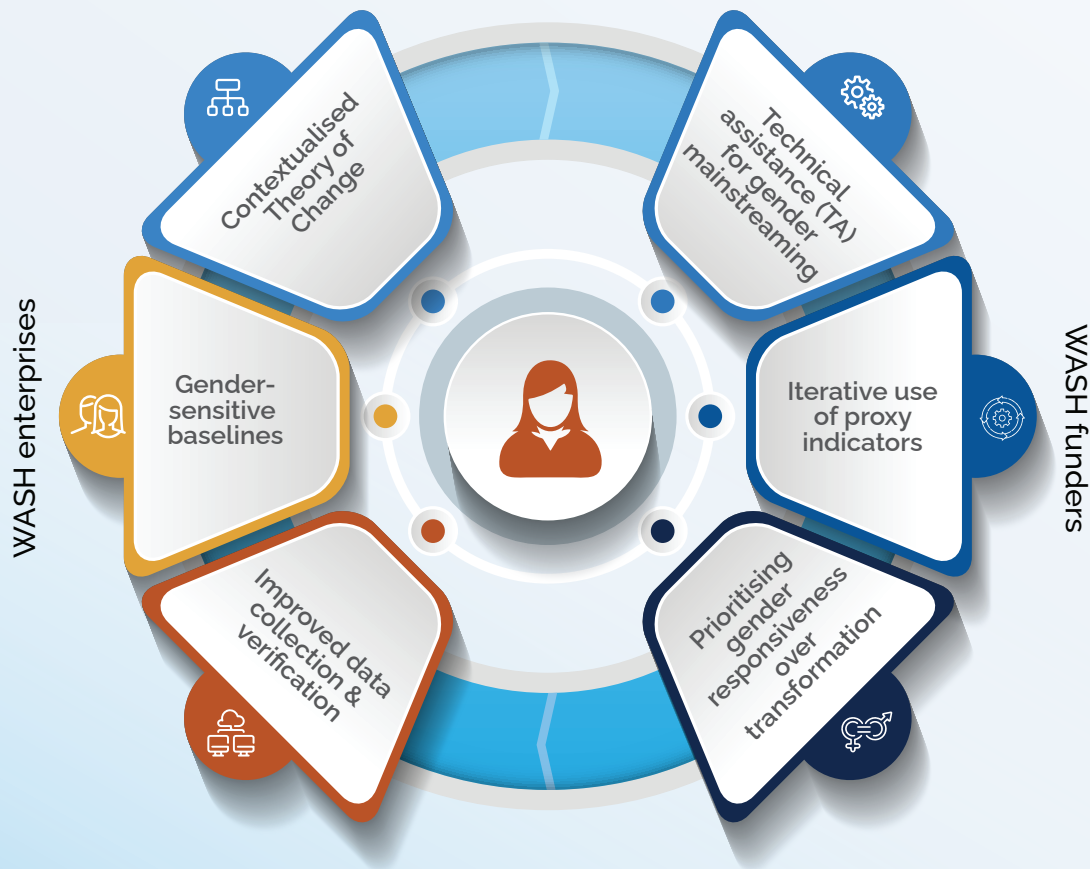 WASH enterprises
Contextualised
Theory of
Change
Gender-
sensitive
baselines
Improved data
collection &
verification
Technical
assistance (TA)
for gender
mainstreaming
Iterative use
of proxy
indicators
Prioritising
gender
responsiveness
over
transformation
WASH funders